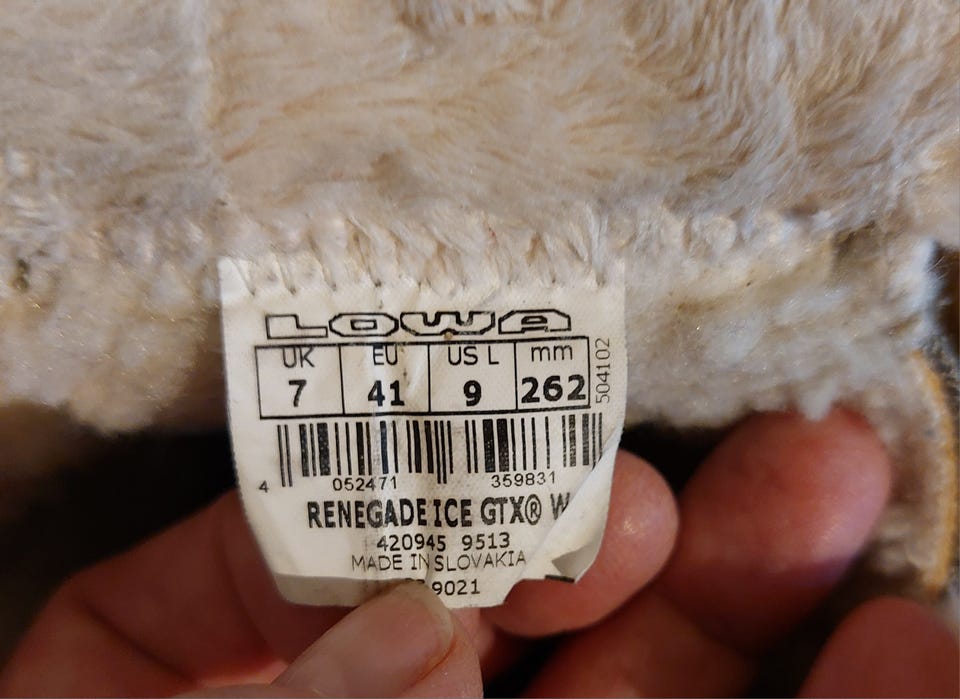 LOWA
UK EU US L mm
7 41 9 262
504102
4 052471 359831
RENEGADE ICE GTX® W
420945 9513
MADE IN SLOVAKIA
9021